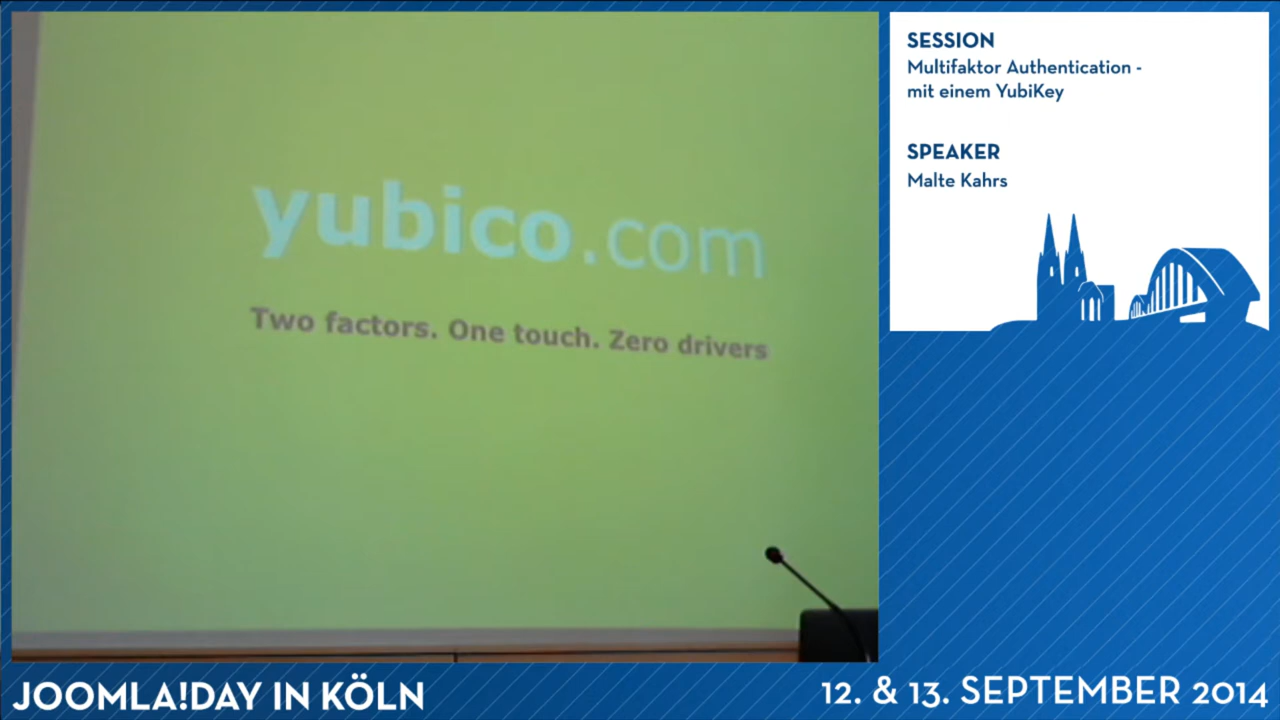 yubico.com
Two factors. One touch. Zero drivers
SESSION
Multifaktor Authentication -
mit einem YubiKey
SPEAKER
Malte Kahrs
JOOMLA!DAY IN KÖLN
12. & 13. SEPTEMBER 2014